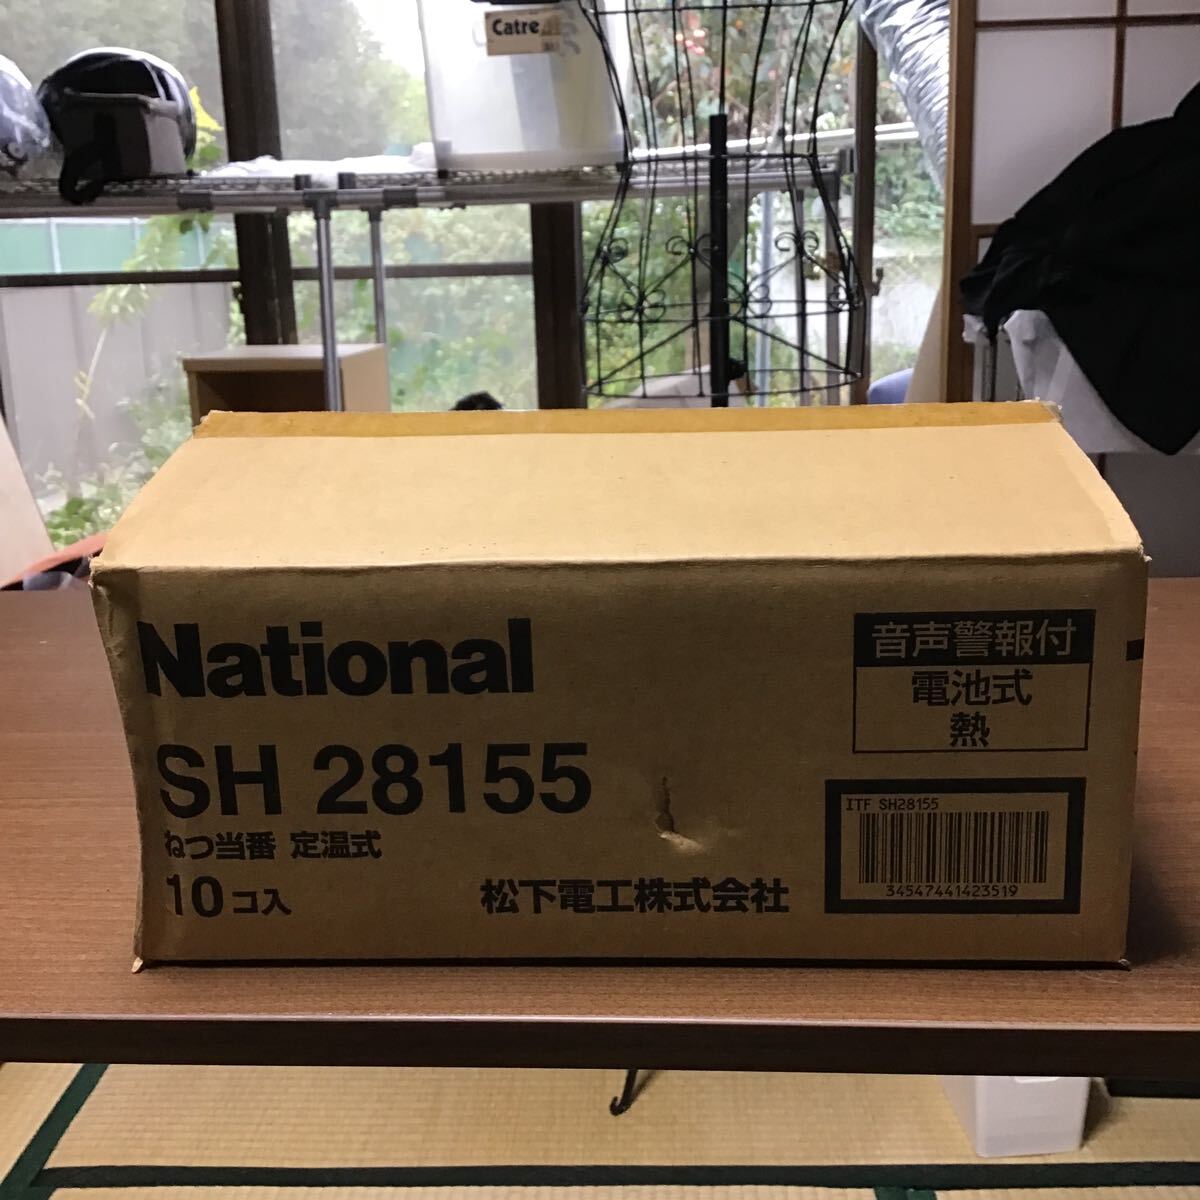 Catre
National
SH 28155
ねつ当番 定温式
10コ入
松下電工株式会社
音声警報付
電池式
熱
ITF SH28155
34547441423519